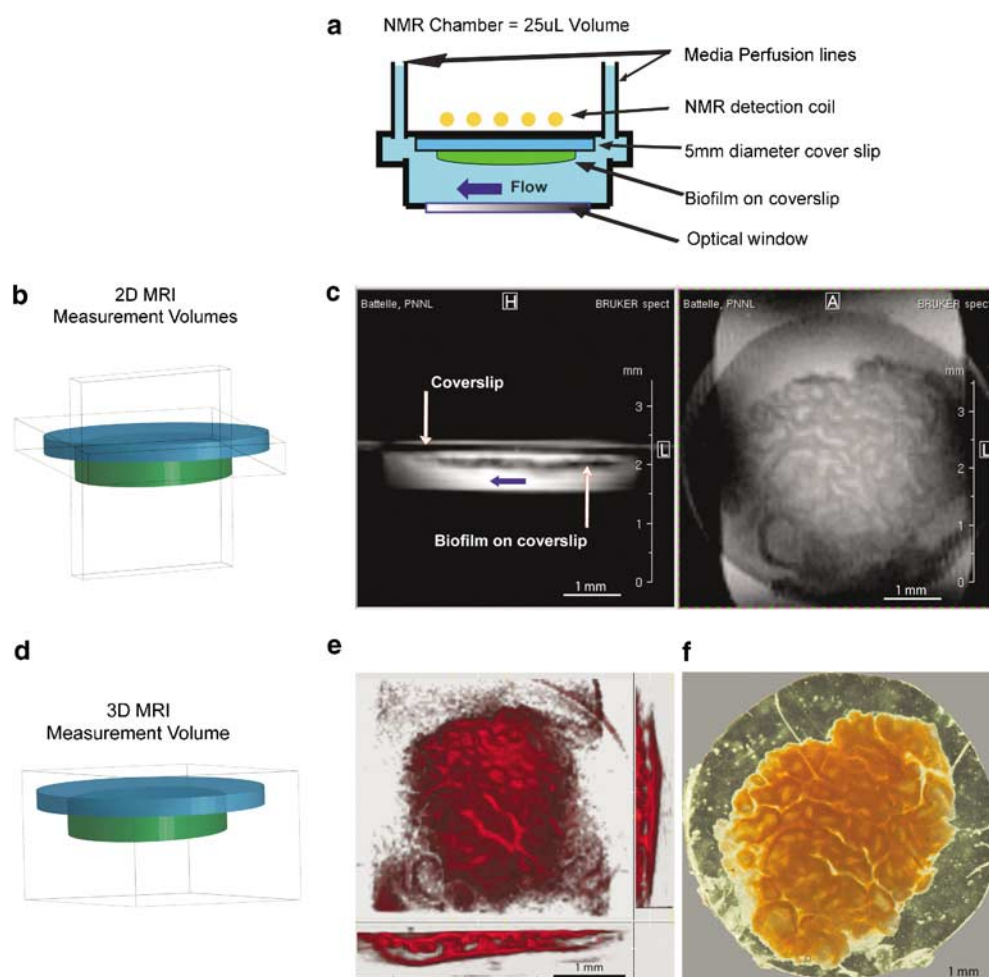 a
NMR Chamber = 25uL Volume
Media Perfusion lines
NMR detection coil
5mm diameter cover slip
Biofilm on coverslip
Optical window
Flow
b
2D MRI
Measurement Volumes
c
Battelle, PNNL
H
BRUKER spect
Coverslip
Biofilm on coverslip
mm
3
2
1
0
L
1 mm
Battelle, PNNL
A
BRUKER spect
mm
3
2
1
0
L
1 mm
d
3D MRI
Measurement Volume
e
1 mm
f
1 mm